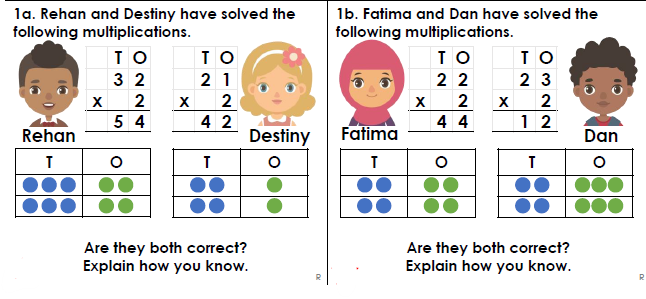 1a. Rehan and Destiny have solved the
following multiplications.
T O
3 2
x 2
5 4
Rehan
T O
2 1
x 2
4 2
Destiny
T O
T O
Are they both correct?
Explain how you know.
R
1b. Fatima and Dan have solved the
following multiplications.
T O
2 2
x 2
4 4
Fatima
T O
2 3
x 2
1 2
Dan
T O
T O
Are they both correct?
Explain how you know.
R